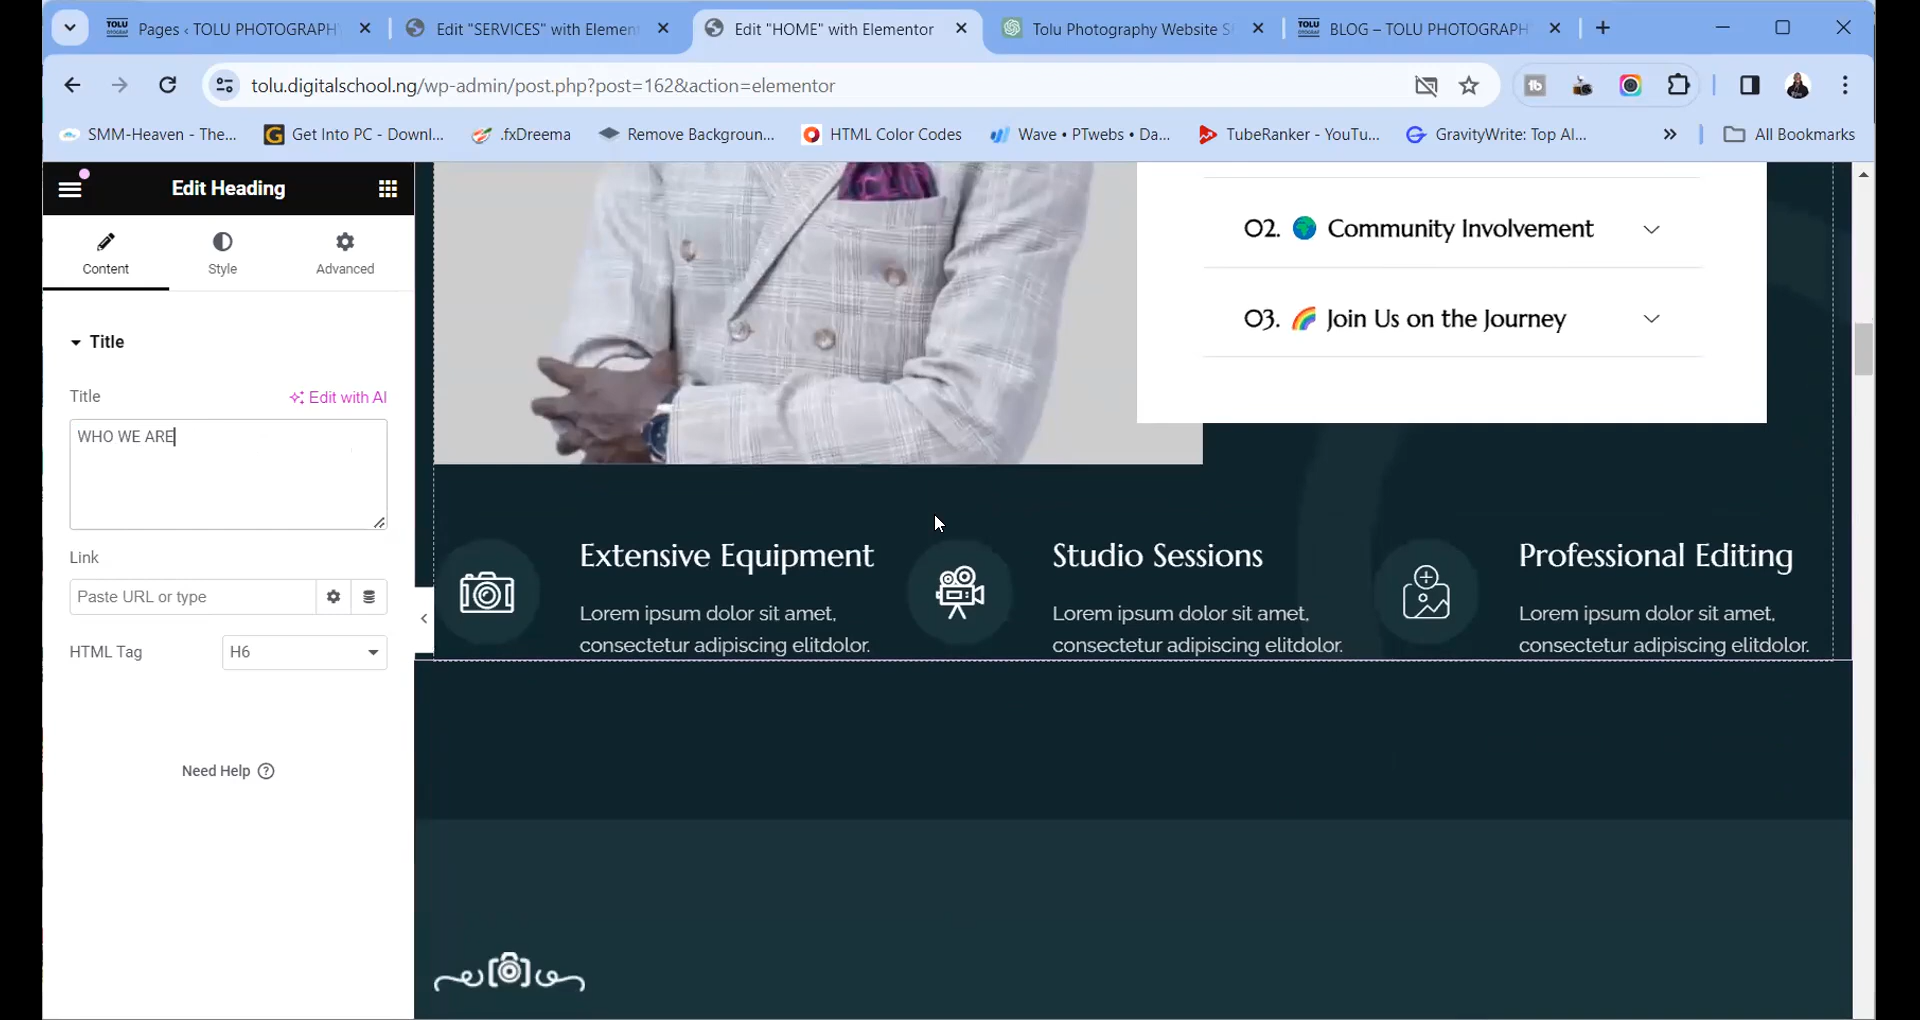 Pages ‹ TOLU PHOTOGRAPHY
Edit "SERVICES" with Elemen
Edit "HOME" with Elementor
Tolu Photography Website S
BLOG – TOLU PHOTOGRAPH
tolu.digitalschool.ng/wp-admin/post.php?post=162&action=elementor
SMM-Heaven - The...
Get Into PC - Downl...
.fxDreema
Remove Backgroun...
HTML Color Codes
Wave • PTwebs • Da...
TubeRanker - YouTu...
GravityWrite: Top AI...
»
All Bookmarks
Edit Heading
Content
Style
Advanced
Title
Title
Edit with AI
WHO WE ARE
Link
Paste URL or type
HTML Tag
H6
Need Help
02. 🌍 Community Involvement
03. 🌈 Join Us on the Journey
Extensive Equipment
Lorem ipsum dolor sit amet,
consectetur adipiscing elitdolor.
Studio Sessions
Lorem ipsum dolor sit amet,
consectetur adipiscing elitdolor.
Professional Editing
Lorem ipsum dolor sit amet,
consectetur adipiscing elitdolor.